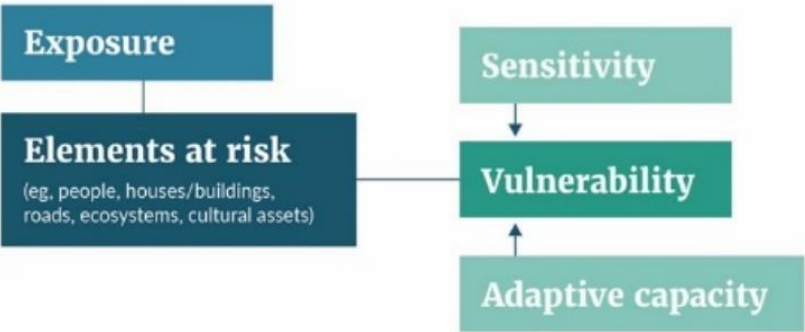 Exposure
Elements at risk
(eg, people, houses/buildings,
roads, ecosystems, cultural assets)
Sensitivity
Vulnerability
Adaptive capacity